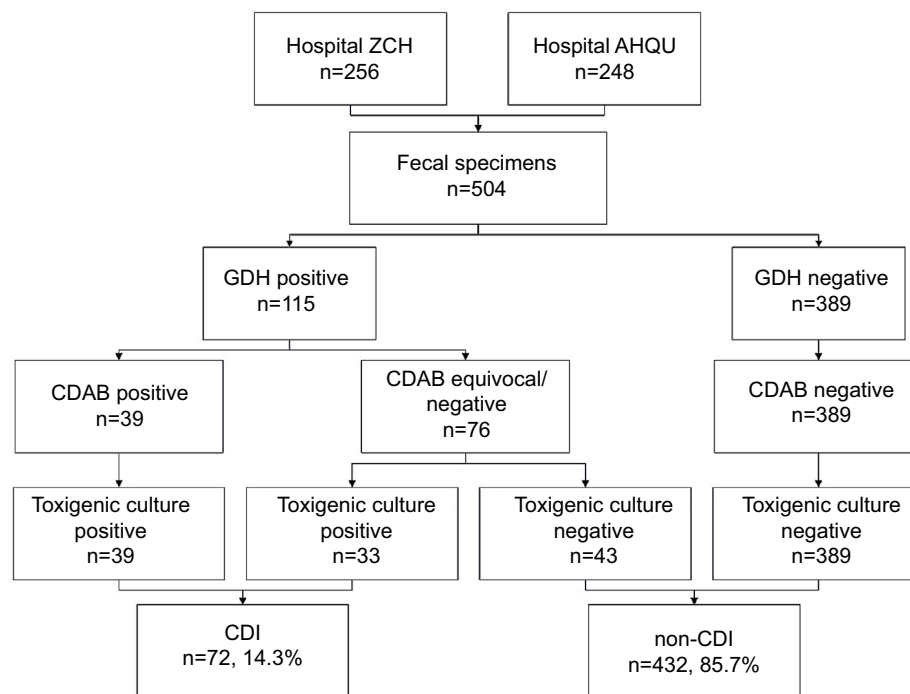 Hospital ZCH
n=256
Hospital AHQU
n=248
Fecal specimens
n=504
GDH positive
n=115
GDH negative
n=389
CDAB positive
n=39
CDAB equivocal/
negative
n=76
CDAB negative
n=389
Toxigenic culture
positive
n=39
Toxigenic culture
positive
n=33
Toxigenic culture
negative
n=43
Toxigenic culture
negative
n=389
CDI
n=72, 14.3%
non-CDI
n=432, 85.7%